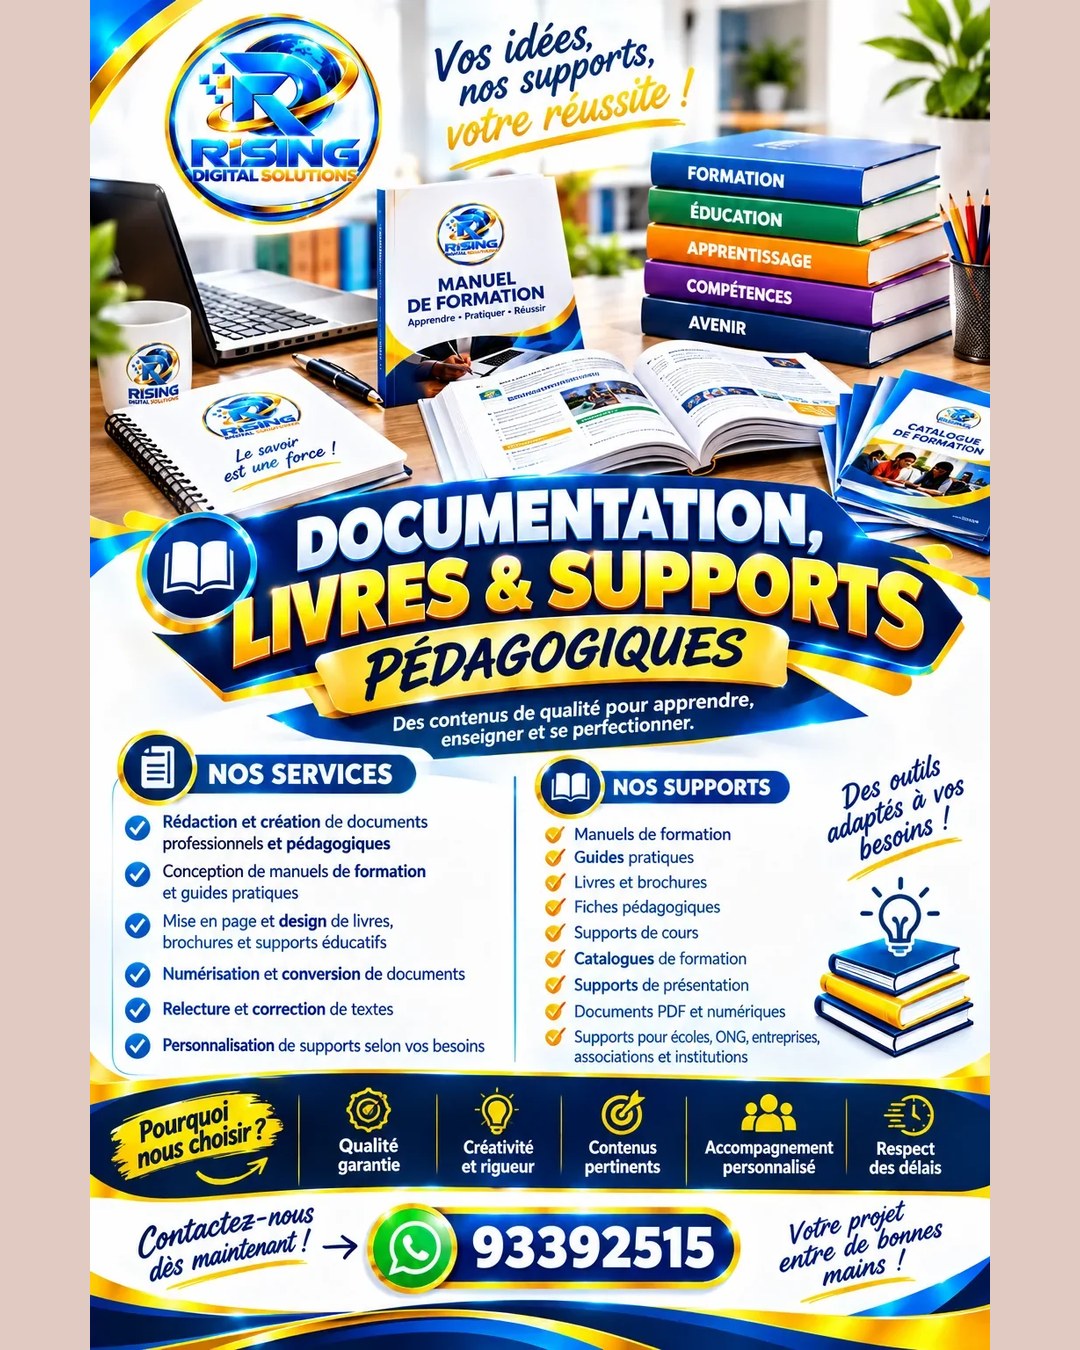 RISING
DIGITAL SOLUTIONS
Vos idées,
nos supports,
votre réussite !
FORMATION
ÉDUCATION
APPRENTISSAGE
COMPÉTENCES
AVENIR
RISING
DIGITAL SOLUTIONS
MANUEL
DE FORMATION
Apprendre • Pratiquer • Réussir
RISING
DIGITAL SOLUTIONS
RISING
DIGITAL SOLUTIONS
Le savoir
est une force !
CATALOGUE
DE FORMATION
DOCUMENTATION,
LIVRES & SUPPORTS
PÉDAGOGIQUES
Des contenus de qualité pour apprendre,
enseigner et se perfectionner.
NOS SERVICES
Rédaction et création de documents
professionnels et pédagogiques
Conception de manuels de formation
et guides pratiques
Mise en page et design de livres,
brochures et supports éducatifs
Numérisation et conversion de documents
Relecture et correction de textes
Personnalisation de supports selon vos besoins
NOS SUPPORTS
Manuels de formation
Guides pratiques
Livres et brochures
Fiches pédagogiques
Supports de cours
Catalogues de formation
Supports de présentation
Documents PDF et numériques
Supports pour écoles, ONG, entreprises,
associations et institutions
Des outils
adaptés à vos
besoins !
Pourquoi
nous choisir ?
Qualité
garantie
Créativité
et rigueur
Contenus
pertinents
Accompagnement
personnalisé
Respect
des délais
Contactez-nous
dès maintenant !
93392515
Votre projet
entre de bonnes
mains !